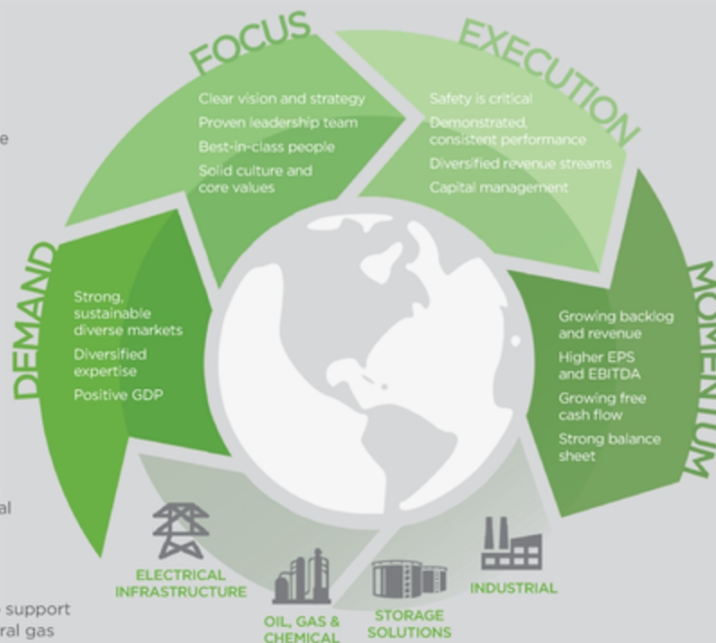 FOCUS
Clear vision and strategy
Proven leadership team
Best-in-class people
Solid culture and
core values
EXECUTION
Safety is critical
Demonstrated,
consistent performance
Diversified revenue streams
Capital management
DEMAND
Strong,
sustainable
diverse markets
Diversified
expertise
Positive GDP
MOMENTUM
Growing backlog
and revenue
Higher EPS
and EBITDA
Growing free
cash flow
Strong balance
sheet
ELECTRICAL
INFRASTRUCTURE
OIL, GAS &
CHEMICAL
STORAGE
SOLUTIONS
INDUSTRIAL
support
gas